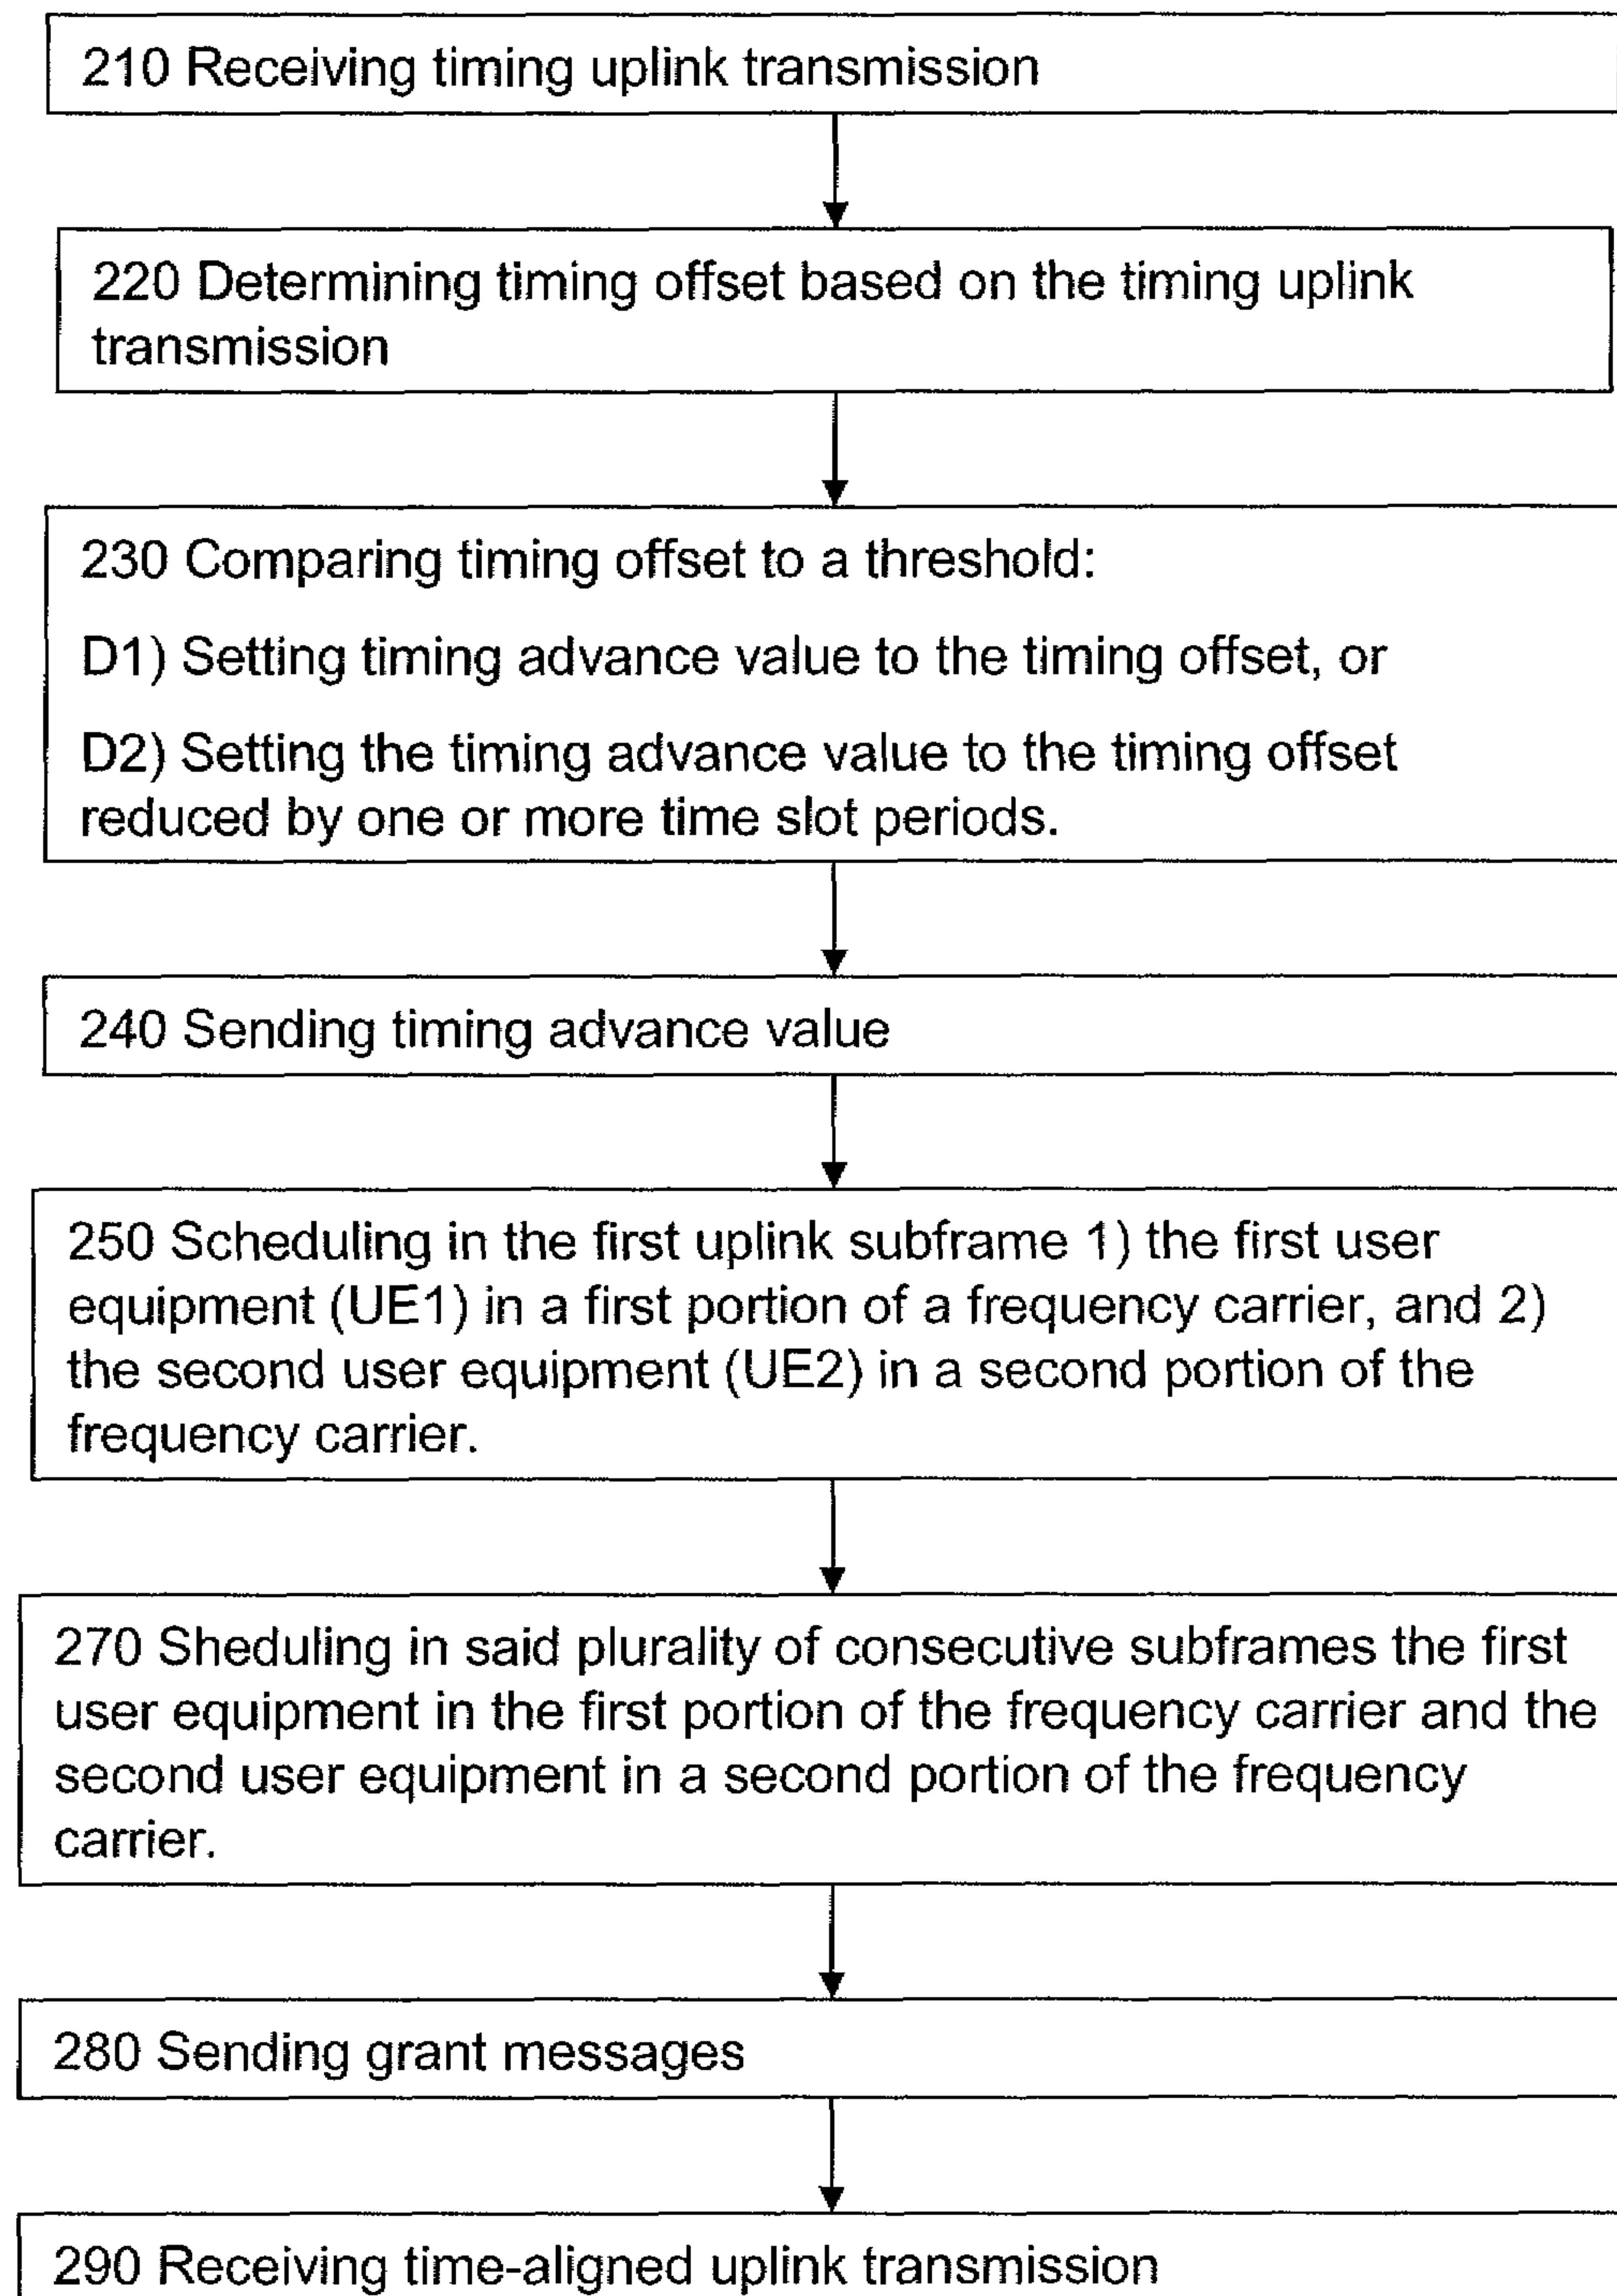 210 Receiving timing uplink transmission
220 Determining timing offset based on the timing uplink
transmission
230 Comparing timing offset to a threshold:
D1) Setting timing advance value to the timing offset, or
D2) Setting the timing advance value to the timing offset
reduced by one or more time slot periods.
240 Sending timing advance value
250 Scheduling in the first uplink subframe 1) the first user
equipment (UE1) in a first portion of a frequency carrier, and 2)
the second user equipment (UE2) in a second portion of the
frequency carrier.
270 Sheduling in said plurality of consecutive subframes the first
user equipment in the first portion of the frequency carrier and the
second user equipment in a second portion of the frequency
carrier.
280 Sending grant messages
290 Receiving time-aligned uplink transmission